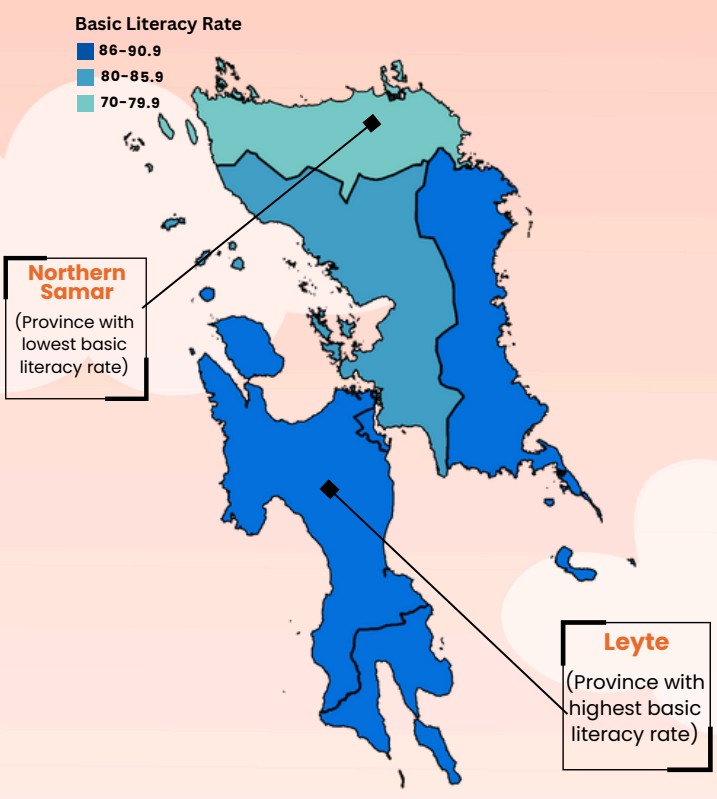 Basic Literacy Rate
86-90.9
80-85.9
70-79.9
Northern
Samar
(Province with
lowest basic
literacy rate)
Leyte
(Province with
highest basic
literacy rate)